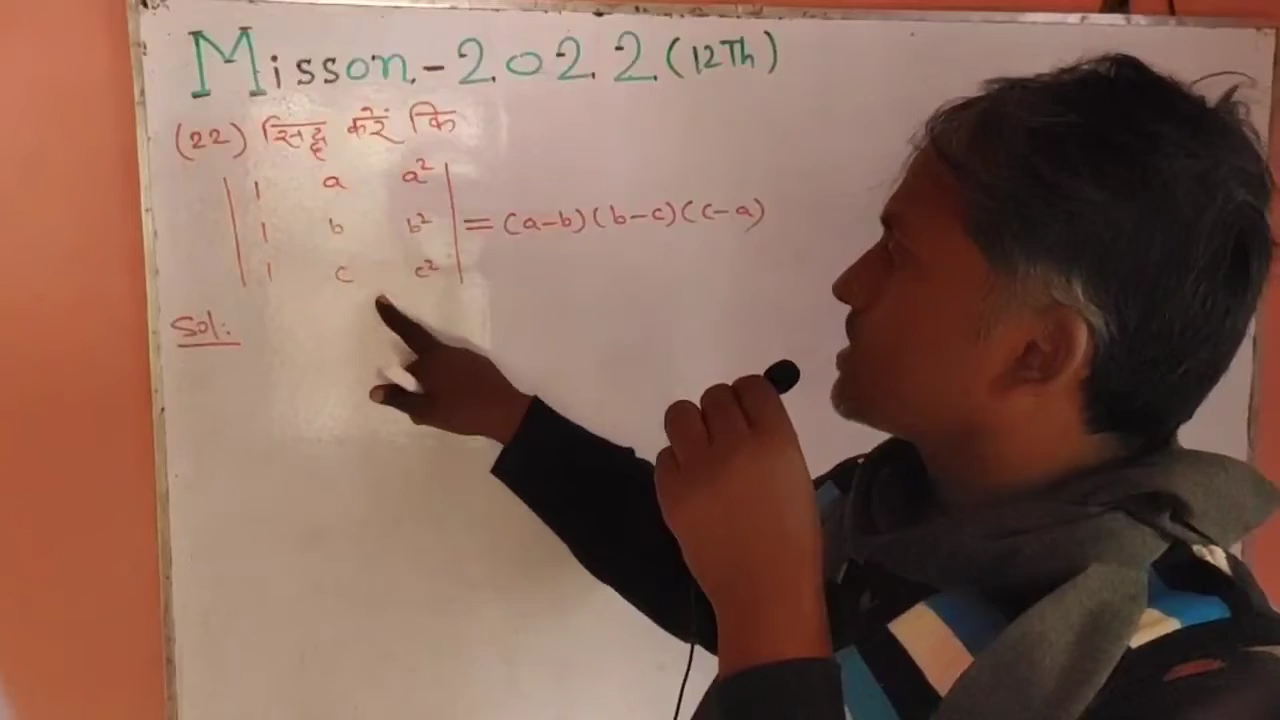 Misson-2022(12Th)
(22) सिद्ध करें कि
| 1 a a² |
| 1 b b² | = (a-b)(b-c)(c-a)
| 1 c c² |
Sol: